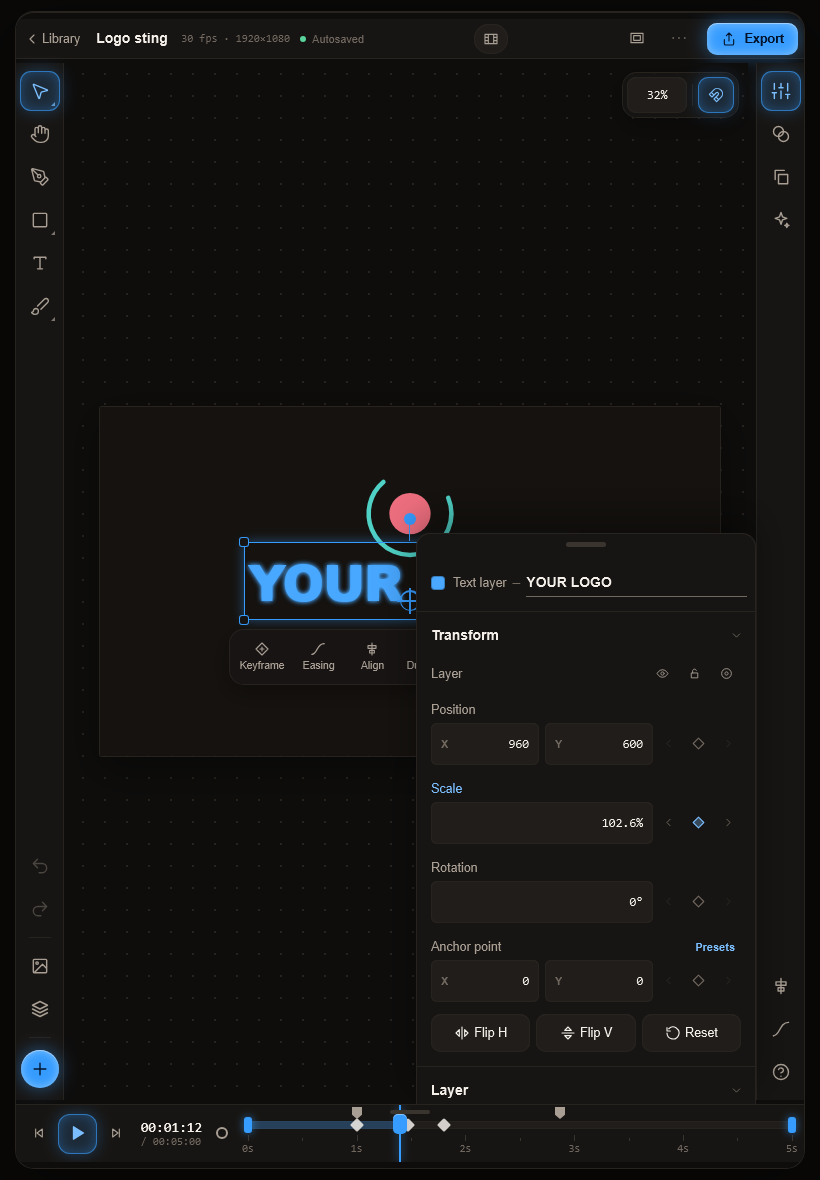 Library
Logo sting
30 fps · 1920×1080
Autosaved
Export
32%
YOUR
Keyframe
Easing
Align
Text layer – YOUR LOGO
Transform
Layer
Position
X 960
Y 600
Scale
102.6%
Rotation
0°
Anchor point
Presets
X 0
Y 0
Flip H
Flip V
Reset
Layer
00:01:12
/ 00:05:00
0s
1s
2s
3s
4s
5s